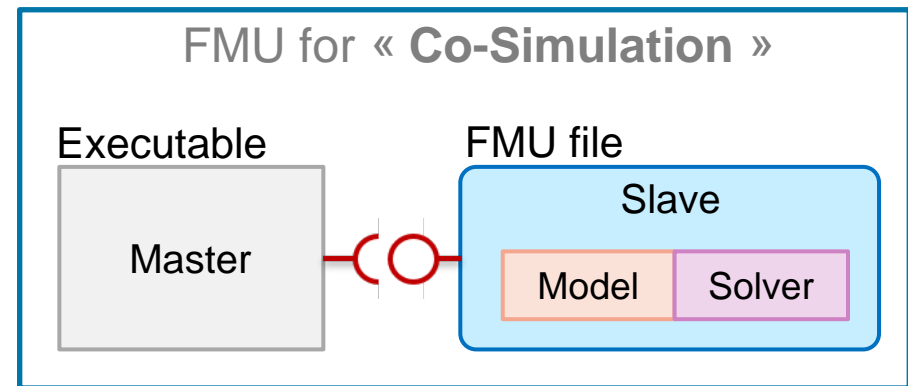 FMU for « Co-Simulation »
Executable
FMU file
Slave
Master
Model
Solver